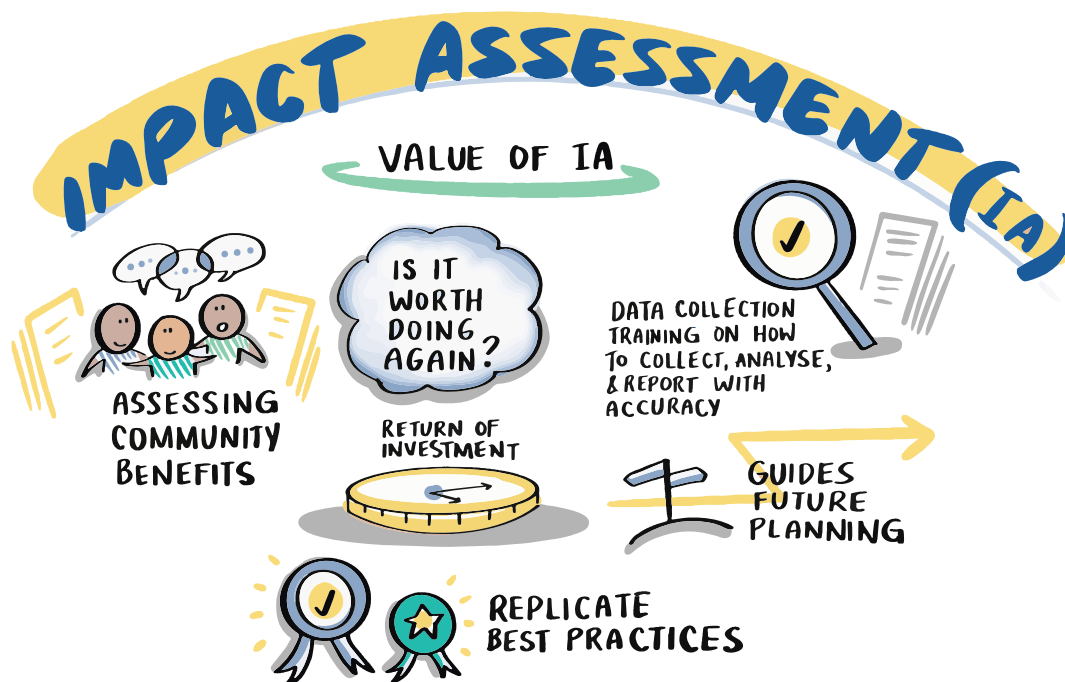 IMPACT ASSESSMENT (IA)
VALUE OF IA
ASSESSING
COMMUNITY
BENEFITS
IS IT
WORTH
DOING
AGAIN?
RETURN OF
INVESTMENT
DATA COLLECTION
TRAINING ON HOW
TO COLLECT, ANALYSE,
& REPORT WITH
ACCURACY
GUIDES
FUTURE
PLANNING
REPLICATE
BEST PRACTICES